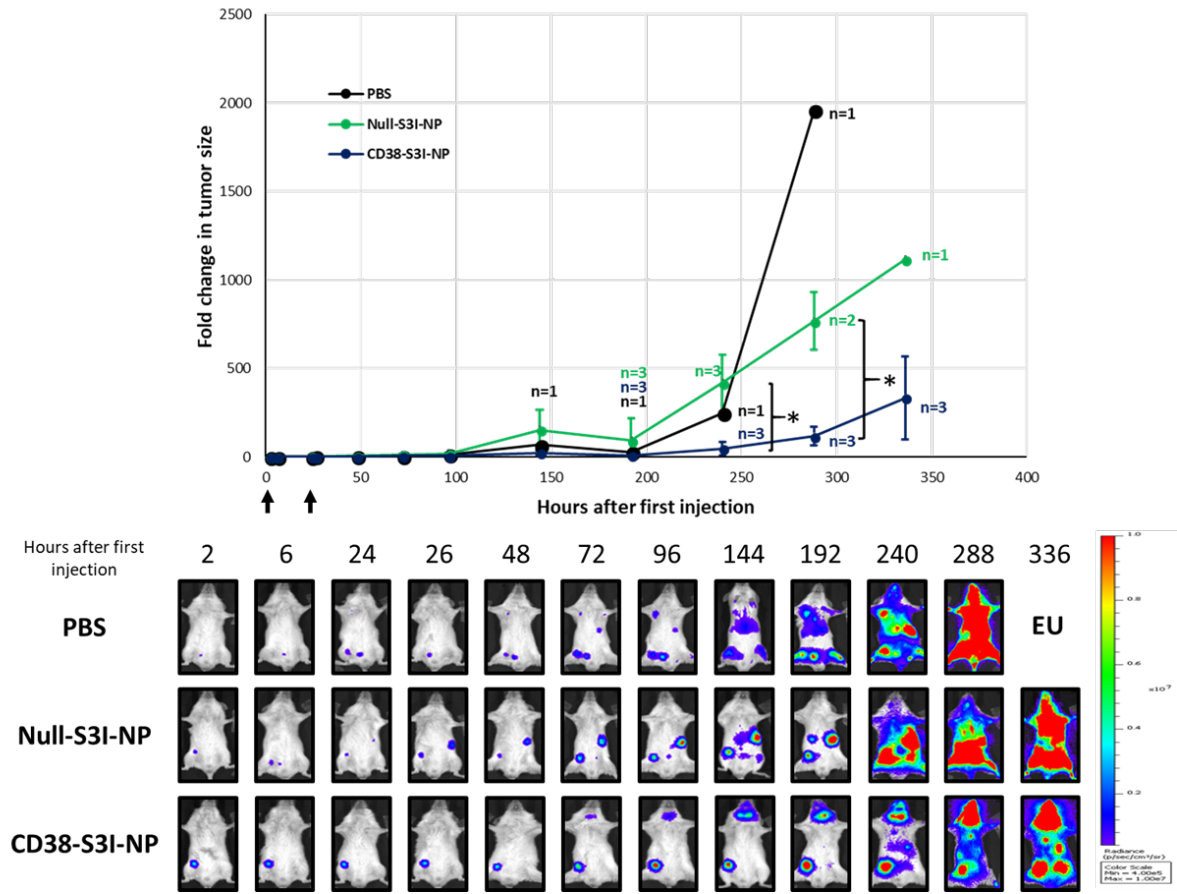 2500
2000
1500
1000
500
0
Fold change in tumor size
PBS
Null-S3I-NP
CD38-S3I-NP
n=1
n=1
n=2
n=3
n=3
n=3
n=1
n=1
n=3
n=1
n=3
n=3
*
*
0 50 100 150 200 250 300 350 400
Hours after first injection
Hours after first
injection
2 6 24 26 48 72 96 144 192 240 288 336
PBS
EU
Null-S3I-NP
CD38-S3I-NP
1.0
0.8
0.6
×10⁷
0.4
0.2
Radiance
(p/sec/cm²/sr)
Color Scale
Min = 4.00e5
Max = 1.00e7